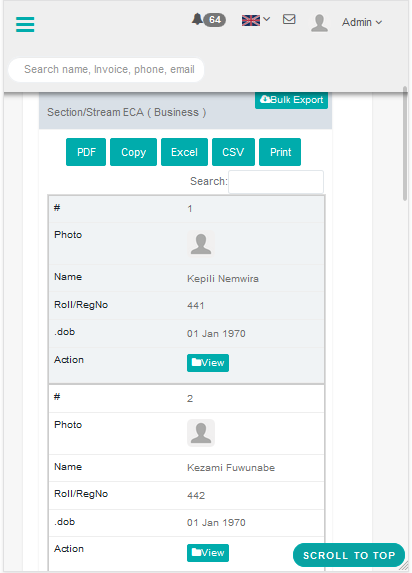 64
Admin
Search name, Invoice, phone, email
Bulk Export
Section/Stream ECA ( Business )
PDF Copy Excel CSV Print
Search:
# 1
Photo
Name Kepili Nemwira
Roll/RegNo 441
.dob 01 Jan 1970
Action View
# 2
Photo
Name Kezami Fuwunabe
Roll/RegNo 442
.dob 01 Jan 1970
Action View
SCROLL TO TOP